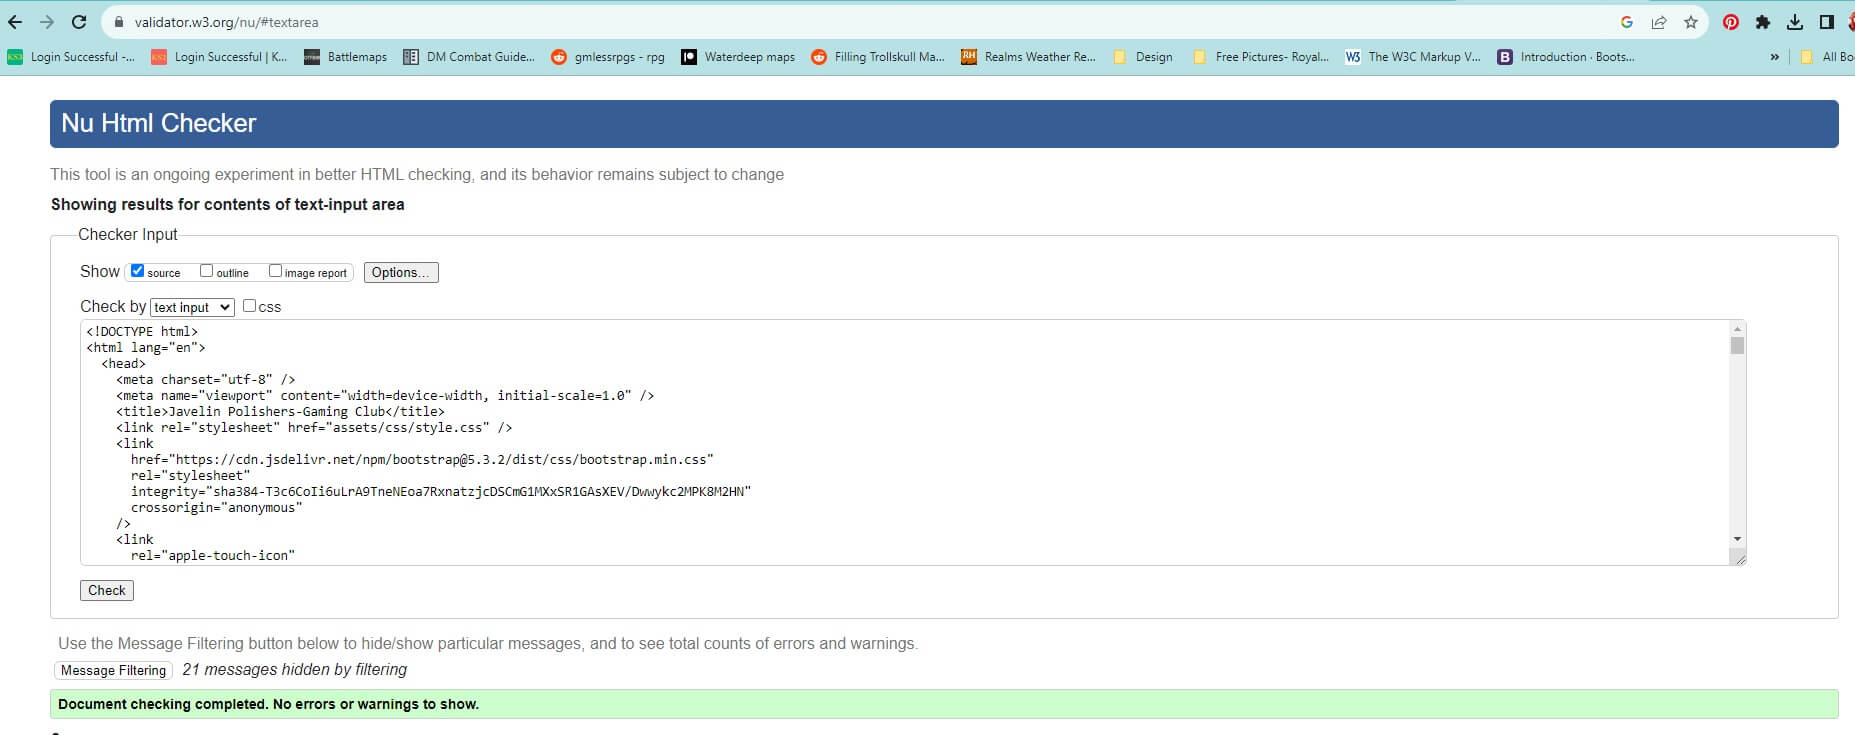 validator.w3.org/nu/#textarea
Login Successful -... Login Successful | K... Battlemaps DM Combat Guide... gmlessrpgs - rpg Waterdeep maps Filling Trollskull Ma... Realms Weather Re... Design Free Pictures- Royal... The W3C Markup V... Introduction · Boots... » All Bo
Nu Html Checker
This tool is an ongoing experiment in better HTML checking, and its behavior remains subject to change
Showing results for contents of text-input area
Checker Input
Show source outline image report Options...
Check by text input css
<!DOCTYPE html>
<html lang="en">
<head>
<meta charset="utf-8" />
<meta name="viewport" content="width=device-width, initial-scale=1.0" />
<title>Javelin Polishers-Gaming Club</title>
<link rel="stylesheet" href="assets/css/style.css" />
<link
href="https://cdn.jsdelivr.net/npm/bootstrap@5.3.2/dist/css/bootstrap.min.css"
rel="stylesheet"
integrity="sha384-T3c6CoIi6uLrA9TneNEoa7RxnatzjcDSCmG1MXxSR1GAsXEV/Dwwykc2MPK8M2HN"
crossorigin="anonymous"
/>
<link
rel="apple-touch-icon"
Check
Use the Message Filtering button below to hide/show particular messages, and to see total counts of errors and warnings.
Message Filtering 21 messages hidden by filtering
Document checking completed. No errors or warnings to show.